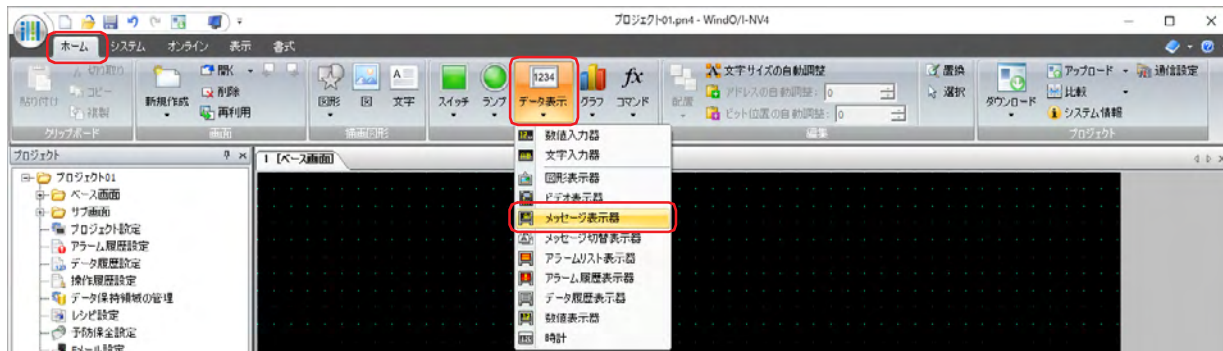 プロジェクト01.pn4 - WindO/I-NV4
ホーム システム オンライン 表示 書式
貼り付け
切り取り
コピー
複製
クリップボード
新規作成
開く
削除
再利用
画面
図形 図 文字
描画図形
スイッチ ランプ データ表示 グラフ コマンド
1234
fx
配置
文字サイズの自動調整
アドレスの自動調整: 0
ビット位置の自動調整: 0
置換
選択
編集
ダウンロード
アップロード
比較
システム情報
通信設定
プロジェクト
プロジェクト
1 [ベース画面]
プロジェクト01
ベース画面
サブ画面
プロジェクト設定
アラーム履歴設定
データ履歴設定
操作履歴設定
データ保持領域の管理
レシピ設定
予防保全設定
Eメール設定
数値入力器
文字入力器
図形表示器
ビデオ表示器
メッセージ表示器
メッセージ切替表示器
アラームリスト表示器
アラーム履歴表示器
データ履歴表示器
数値表示器
時計